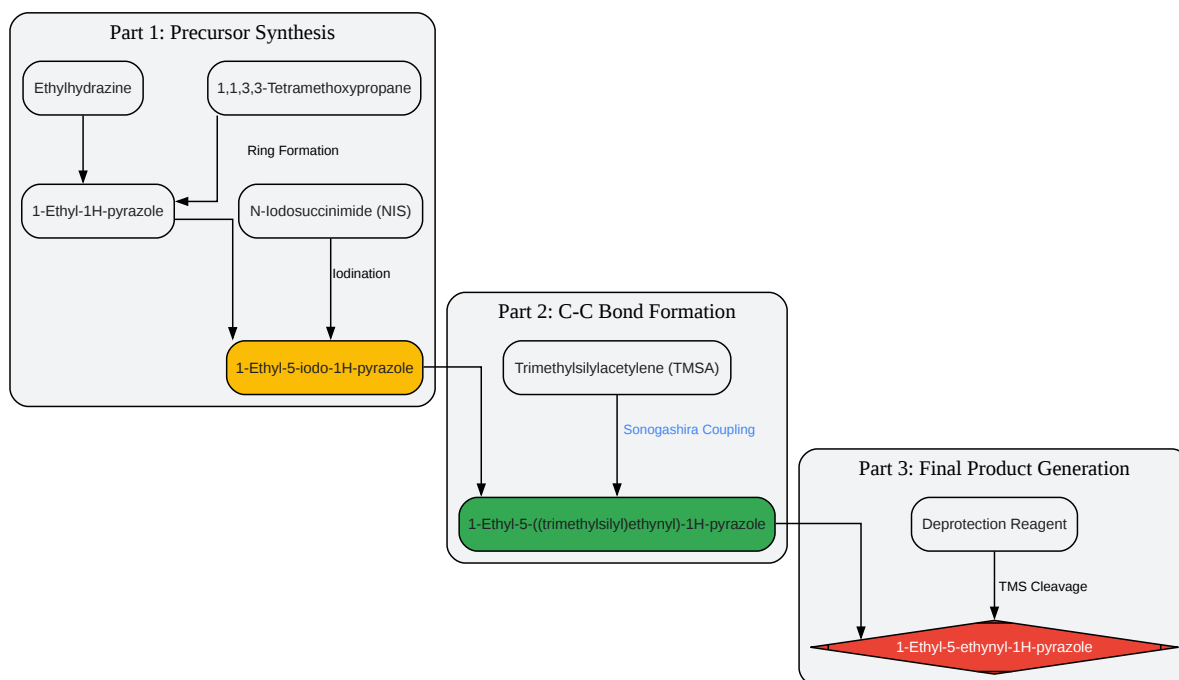 Part 1: Precursor Synthesis
Ethylhydrazine
1,1,3,3-Tetramethoxypropane
Ring Formation
1-Ethyl-1H-pyrazole
N-Iodosuccinimide (NIS)
Iodination
1-Ethyl-5-iodo-1H-pyrazole
Part 2: C-C Bond Formation
Trimethylsilylacetylene (TMSA)
Sonogashira Coupling
1-Ethyl-5-((trimethylsilyl)ethynyl)-1H-pyrazole
Part 3: Final Product Generation
Deprotection Reagent
TMS Cleavage
1-Ethyl-5-ethynyl-1H-pyrazole